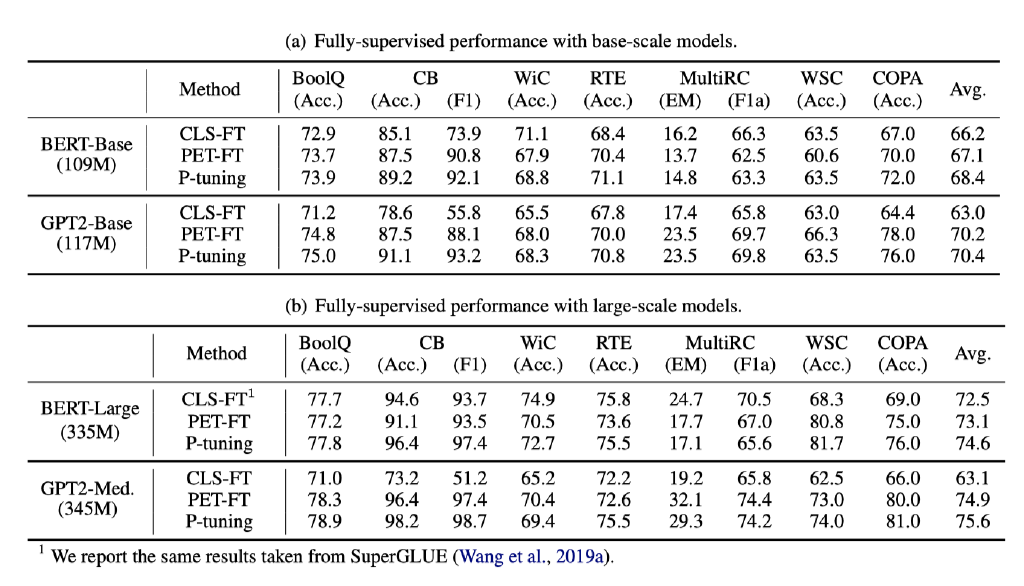 (a) Fully-supervised performance with base-scale models.
Method BoolQ (Acc.) CB (Acc.) (F1) WiC (Acc.) RTE (Acc.) MultiRC (EM) (F1a) WSC (Acc.) COPA (Acc.) Avg.
BERT-Base (109M) CLS-FT 72.9 85.1 73.9 71.1 68.4 16.2 66.3 63.5 67.0 66.2
PET-FT 73.7 87.5 90.8 67.9 70.4 13.7 62.5 60.6 70.0 67.1
P-tuning 73.9 89.2 92.1 68.8 71.1 14.8 63.3 63.5 72.0 68.4
GPT2-Base (117M) CLS-FT 71.2 78.6 55.8 65.5 67.8 17.4 65.8 63.0 64.4 63.0
PET-FT 74.8 87.5 88.1 68.0 70.0 23.5 69.7 66.3 78.0 70.2
P-tuning 75.0 91.1 93.2 68.3 70.8 23.5 69.8 63.5 76.0 70.4
(b) Fully-supervised performance with large-scale models.
Method BoolQ (Acc.) CB (Acc.) (F1) WiC (Acc.) RTE (Acc.) MultiRC (EM) (F1a) WSC (Acc.) COPA (Acc.) Avg.
BERT-Large (335M) CLS-FT¹ 77.7 94.6 93.7 74.9 75.8 24.7 70.5 68.3 69.0 72.5
PET-FT 77.2 91.1 93.5 70.5 73.6 17.7 67.0 80.8 75.0 73.1
P-tuning 77.8 96.4 97.4 72.7 75.5 17.1 65.6 81.7 76.0 74.6
GPT2-Med. (345M) CLS-FT 71.0 73.2 51.2 65.2 72.2 19.2 65.8 62.5 66.0 63.1
PET-FT 78.3 96.4 97.4 70.4 72.6 32.1 74.4 73.0 80.0 74.9
P-tuning 78.9 98.2 98.7 69.4 75.5 29.3 74.2 74.0 81.0 75.6
¹ We report the same results taken from SuperGLUE (Wang et al., 2019a).